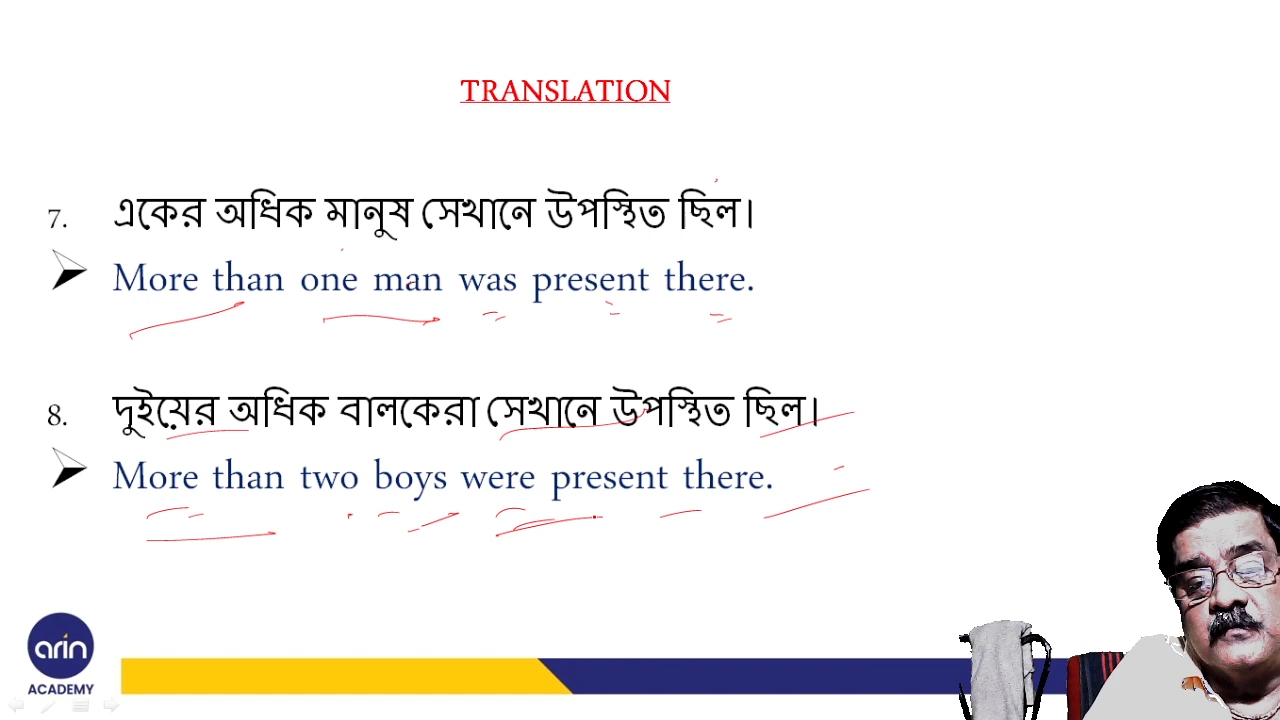 TRANSLATION
7. একের অধিক মানুষ সেখানে উপস্থিত ছিল।
More than one man was present there.
8. দুইয়ের অধিক বালকেরা সেখানে উপস্থিত ছিল।
More than two boys were present there.
arin
ACADEMY